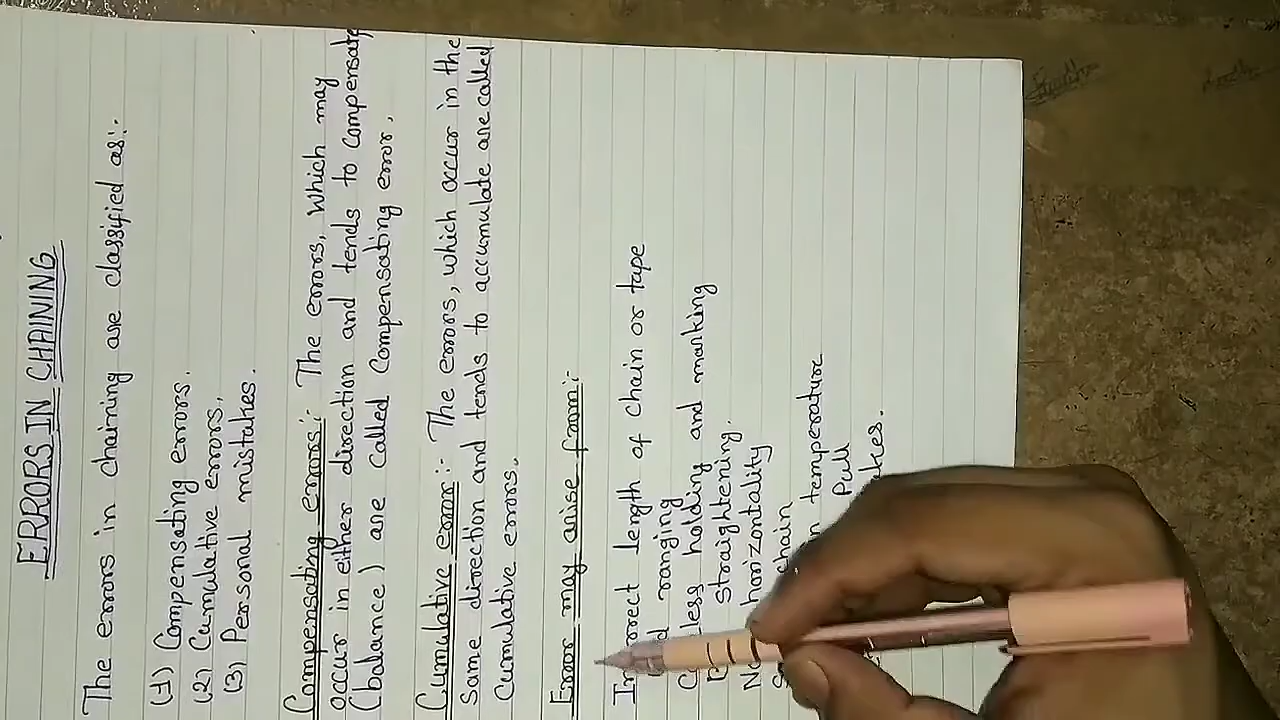 ERRORS IN CHAINING
The errors in chaining are classified as:-
(1) Compensating errors.
(2) Cumulative errors.
(3) Personal mistakes.
Compensating errors:- The errors, which may
occur in either direction and tends to compensate
(balance) are called compensating error.
Cumulative error:- The errors, which occur in the
same direction and tends to accumulate are called
Cumulative errors.
Error may arise from:-
length of chain or tape
ranging
holding and marking
straightening.
horizontality
chain
temperature
Pull